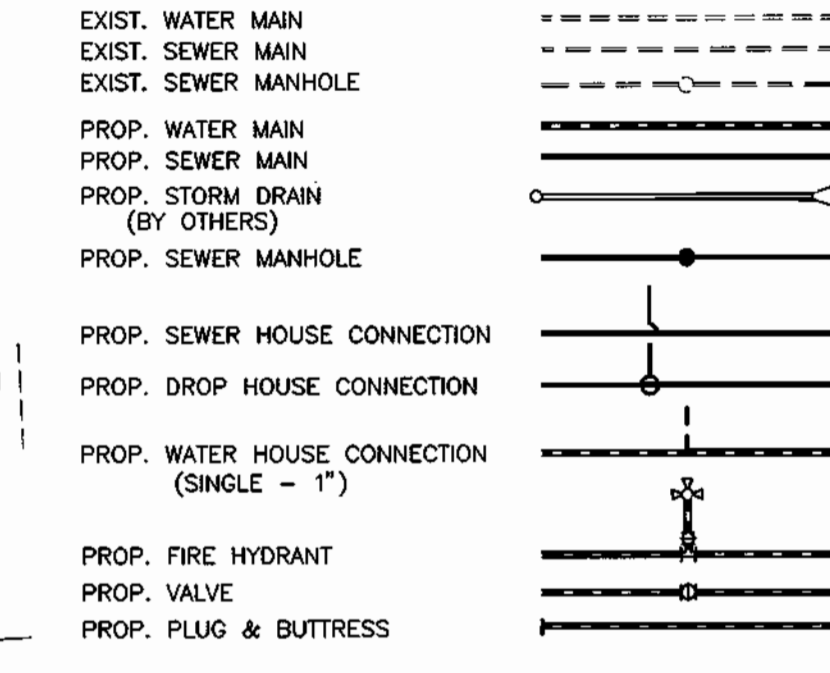 EXIST. WATER MAIN
EXIST. SEWER MAIN
EXIST. SEWER MANHOLE
PROP. WATER MAIN
PROP. SEWER MAIN
PROP. STORM DRAIN
(BY OTHERS)
PROP. SEWER MANHOLE
PROP. SEWER HOUSE CONNECTION
PROP. DROP HOUSE CONNECTION
PROP. WATER HOUSE CONNECTION
(SINGLE - 1")
PROP. FIRE HYDRANT
PROP. VALVE
PROP. PLUG & BUTTRESS